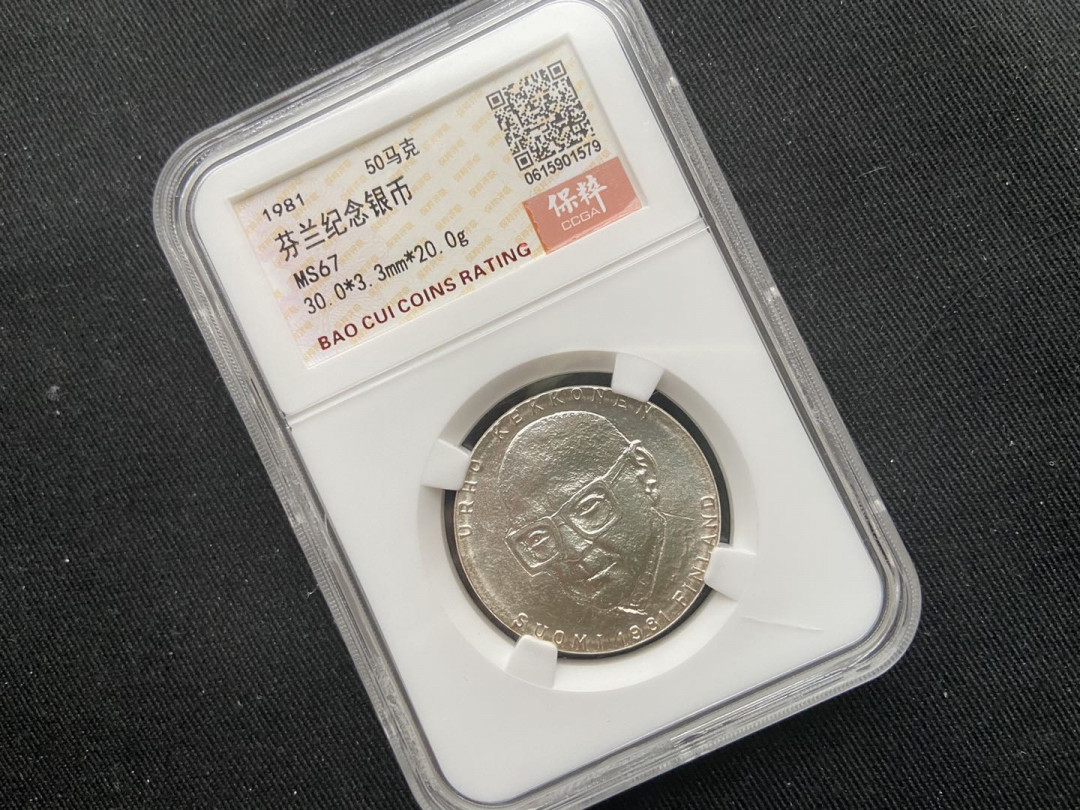 1981
50马克
芬兰纪念银币
MS67
30.0*3.3mm*20.0g
BAO CUI COINS RATING
0615901579
保粹
CCGA
URHO KEKKONEN
SUOMI 1981 FINLAND